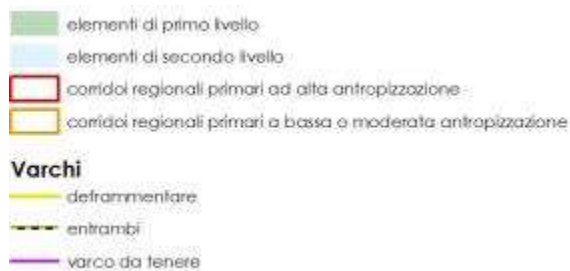 elementi di primo livello
elementi di secondo livello
corridoi regionali primari ad alta antropizzazione
corridoi regionali primari a bassa o moderata antropizzazione
Varchi
deframmentare
entrambi
varco da tenere